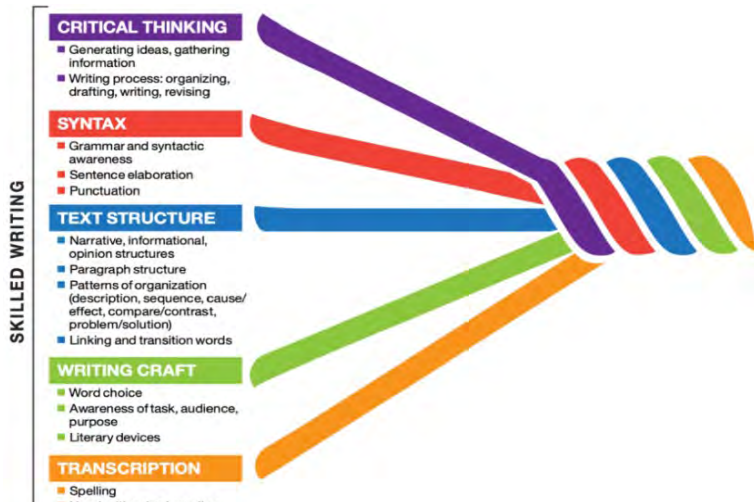 SKILLED WRITING
CRITICAL THINKING
Generating ideas, gathering
information
Writing process: organizing,
drafting, writing, revising
SYNTAX
Grammar and syntactic
awareness
Sentence elaboration
Punctuation
TEXT STRUCTURE
Narrative, informational,
opinion structures
Paragraph structure
Patterns of organization
(description, sequence, cause/
effect, compare/contrast,
problem/solution)
Linking and transition words
WRITING CRAFT
Word choice
Awareness of task, audience,
purpose
Literary devices
TRANSCRIPTION
Spelling